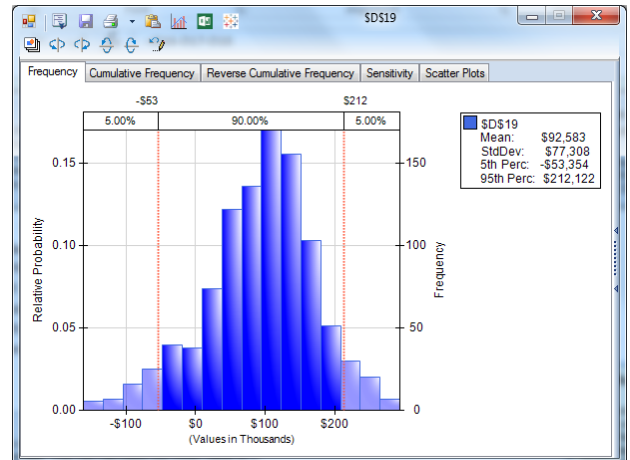 $D$19
Frequency
Cumulative Frequency
Reverse Cumulative Frequency
Sensitivity
Scatter Plots
-$53
$212
5.00%
90.00%
5.00%
$D$19
Mean: $92,583
StdDev: $77,308
5th Perc: -$53,354
95th Perc: $212,122
Relative Probability
0.15
0.10
0.05
0.00
Frequency
150
100
50
0
-$100
$0
$100
$200
(Values in Thousands)